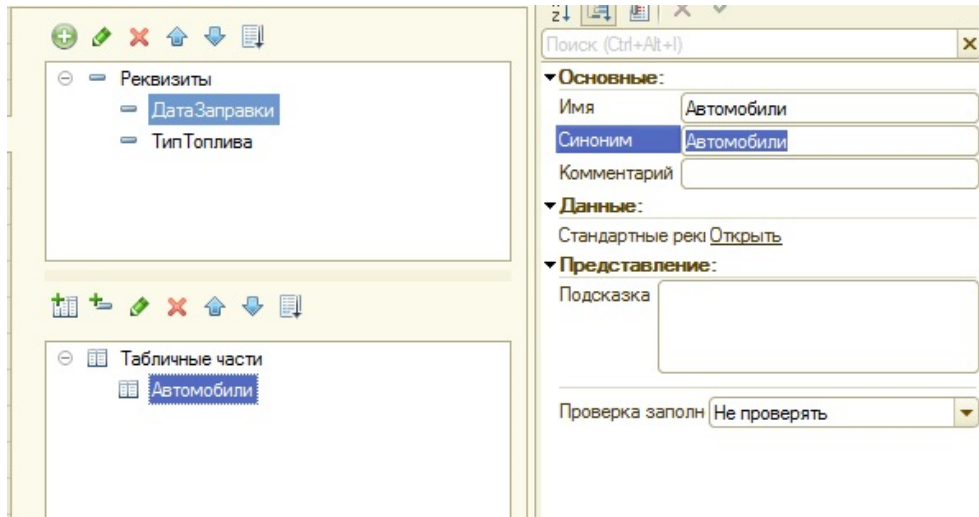 Реквизиты
ДатаЗаправки
ТипТоплива
Табличные части
Автомобили
Поиск (Ctrl+Alt+I)
Основные:
Имя Автомобили
Синоним Автомобили
Комментарий
Данные:
Стандартные рек Открыть
Представление:
Подсказка
Проверка заполн Не проверять